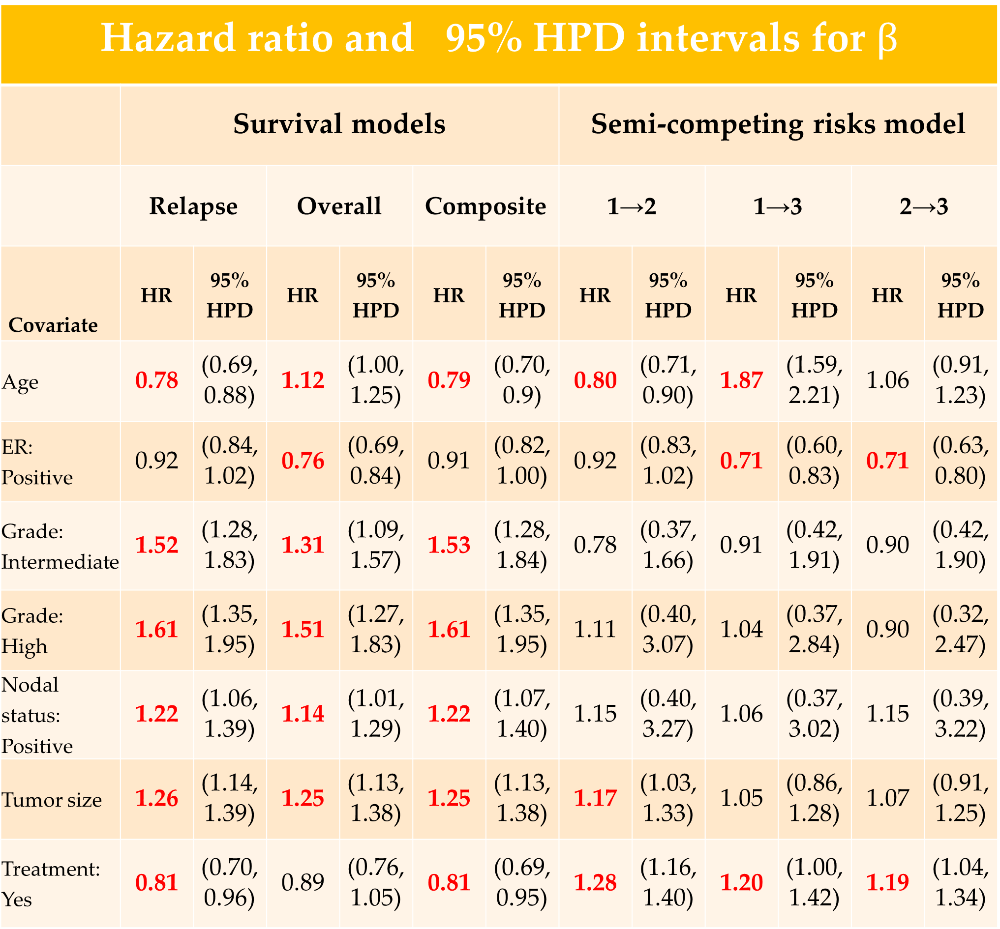 Hazard ratio and 95% HPD intervals for β
Survival models Semi-competing risks model
Relapse Overall Composite 1→2 1→3 2→3
Covariate HR 95% HPD HR 95% HPD HR 95% HPD HR 95% HPD HR 95% HPD HR 95% HPD
Age 0.78 (0.69, 0.88) 1.12 (1.00, 1.25) 0.79 (0.70, 0.9) 0.80 (0.71, 0.90) 1.87 (1.59, 2.21) 1.06 (0.91, 1.23)
ER: Positive 0.92 (0.84, 1.02) 0.76 (0.69, 0.84) 0.91 (0.82, 1.00) 0.92 (0.83, 1.02) 0.71 (0.60, 0.83) 0.71 (0.63, 0.80)
Grade: Intermediate 1.52 (1.28, 1.83) 1.31 (1.09, 1.57) 1.53 (1.28, 1.84) 0.78 (0.37, 1.66) 0.91 (0.42, 1.91) 0.90 (0.42, 1.90)
Grade: High 1.61 (1.35, 1.95) 1.51 (1.27, 1.83) 1.61 (1.35, 1.95) 1.11 (0.40, 3.07) 1.04 (0.37, 2.84) 0.90 (0.32, 2.47)
Nodal status: Positive 1.22 (1.06, 1.39) 1.14 (1.01, 1.29) 1.22 (1.07, 1.40) 1.15 (0.40, 3.27) 1.06 (0.37, 3.02) 1.15 (0.39, 3.22)
Tumor size 1.26 (1.14, 1.39) 1.25 (1.13, 1.38) 1.25 (1.13, 1.38) 1.17 (1.03, 1.33) 1.05 (0.86, 1.28) 1.07 (0.91, 1.25)
Treatment: Yes 0.81 (0.70, 0.96) 0.89 (0.76, 1.05) 0.81 (0.69, 0.95) 1.28 (1.16, 1.40) 1.20 (1.00, 1.42) 1.19 (1.04, 1.34)